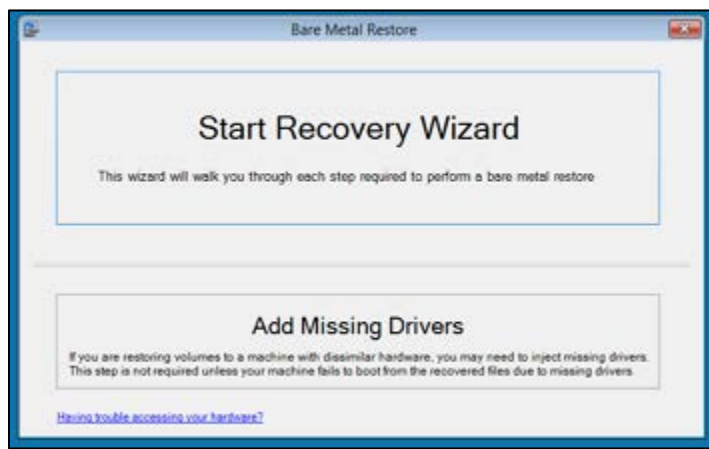 Bare Metal Restore
Start Recovery Wizard
This wizard will walk you through each step required to perform a bare metal restore
Add Missing Drivers
If you are restoring volumes to a machine with dissimilar hardware, you may need to inject missing drivers.
This step is not required unless your machine fails to boot from the recovered files due to missing drivers
Having trouble accessing your hardware?